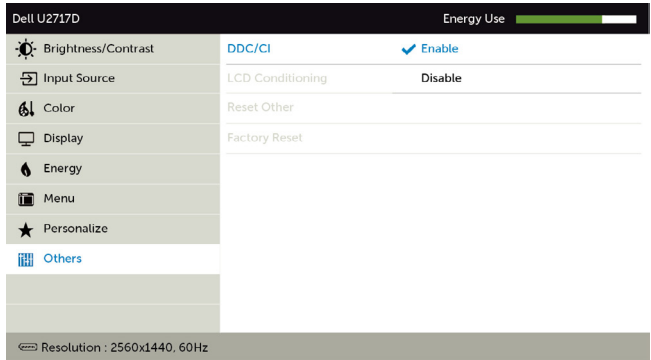 Dell U2717D Energy Use
Brightness/Contrast DDC/CI Enable
Input Source LCD Conditioning Disable
Color Reset Other
Display Factory Reset
Energy
Menu
Personalize
Others
Resolution : 2560x1440, 60Hz